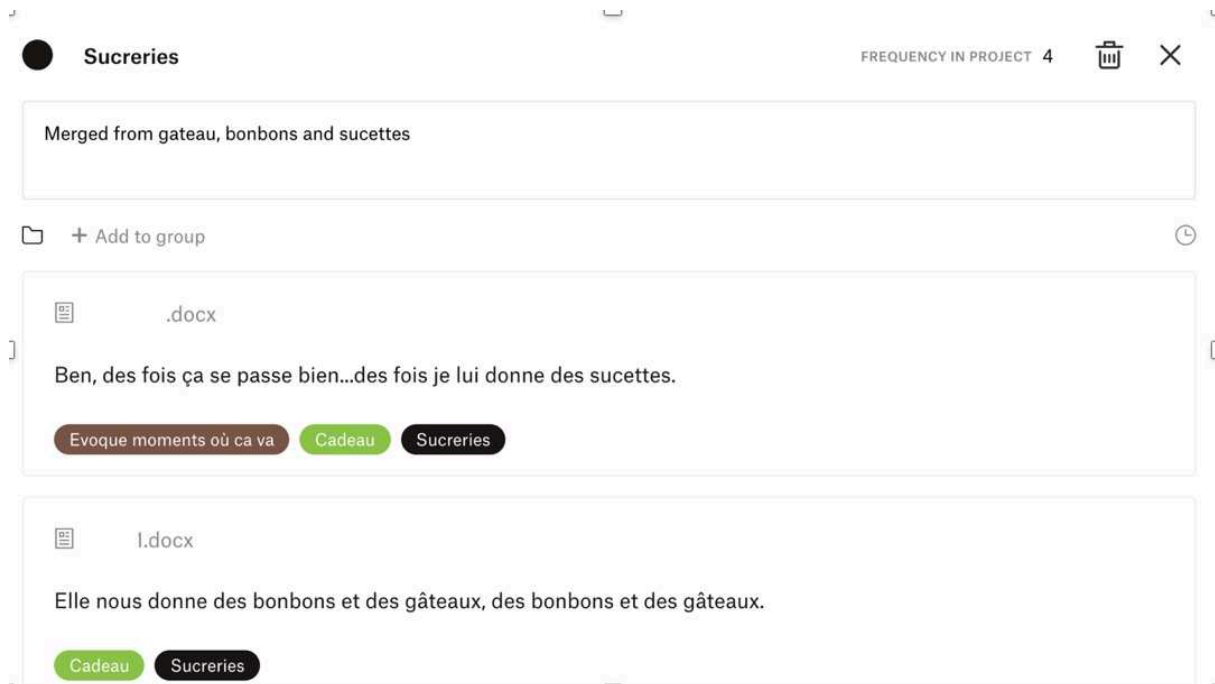 Sucreries
FREQUENCY IN PROJECT 4
Merged from gateau, bonbons and sucettes
+ Add to group
.docx
Ben, des fois ça se passe bien...des fois je lui donne des sucettes.
Evoque moments où ca va Cadeau Sucreries
l.docx
Elle nous donne des bonbons et des gâteaux, des bonbons et des gâteaux.
Cadeau Sucreries